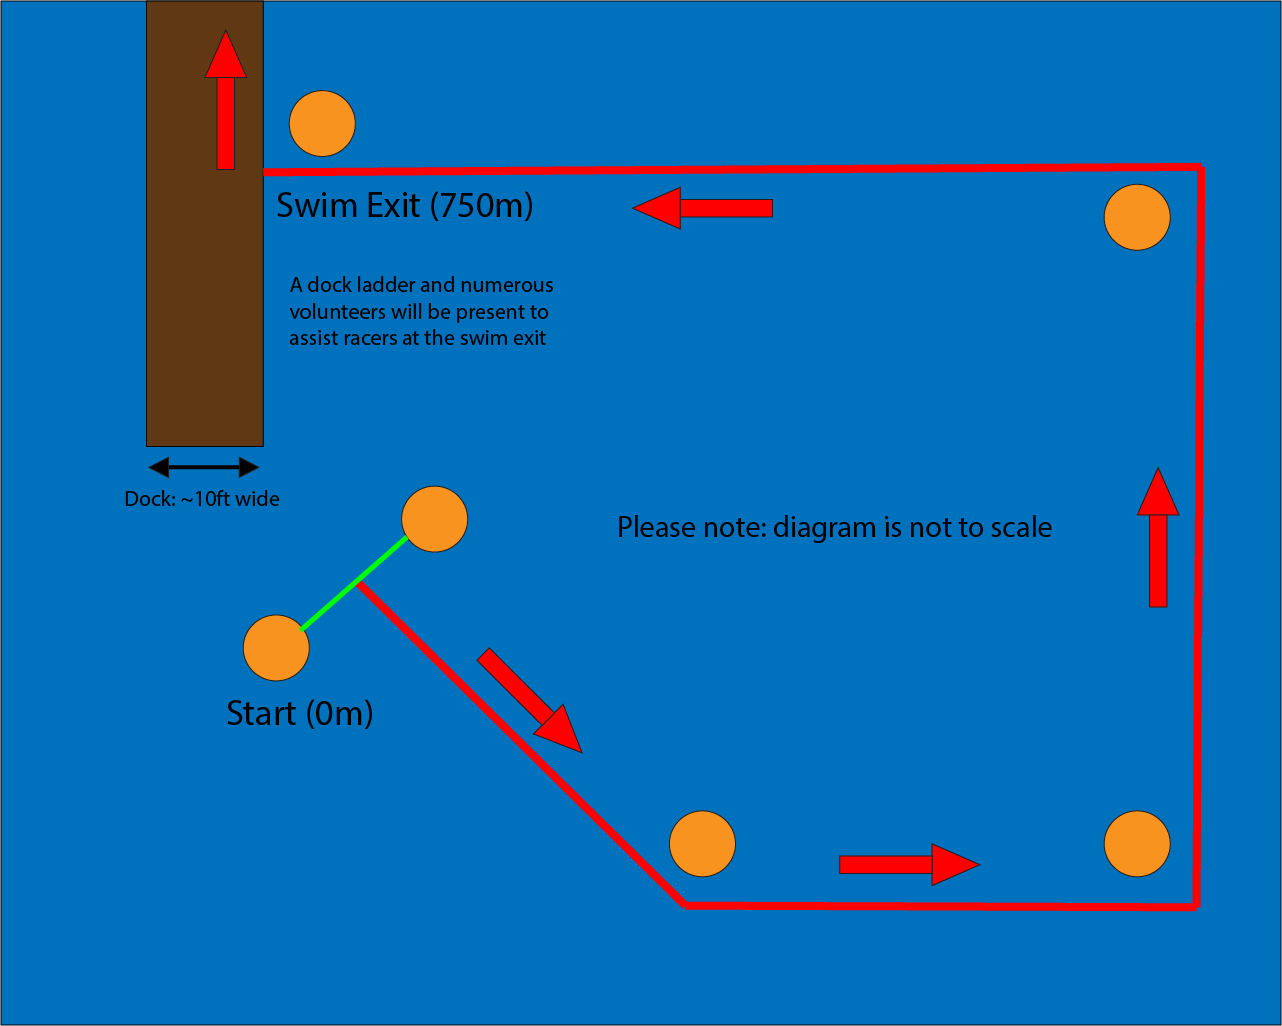 Swim Exit (750m)
A dock ladder and numerous
volunteers will be present to
assist racers at the swim exit
Dock: ~10ft wide
Please note: diagram is not to scale
Start (0m)